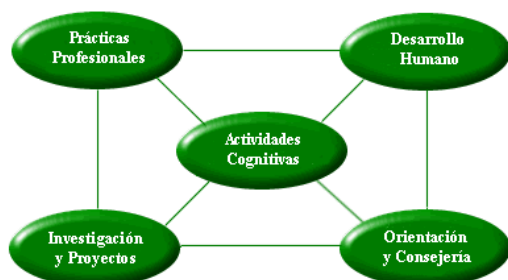 Prácticas
Profesionales
Desarrollo
Humano
Actividades
Cognitivas
Investigación
y Proyectos
Orientación
y Consejería